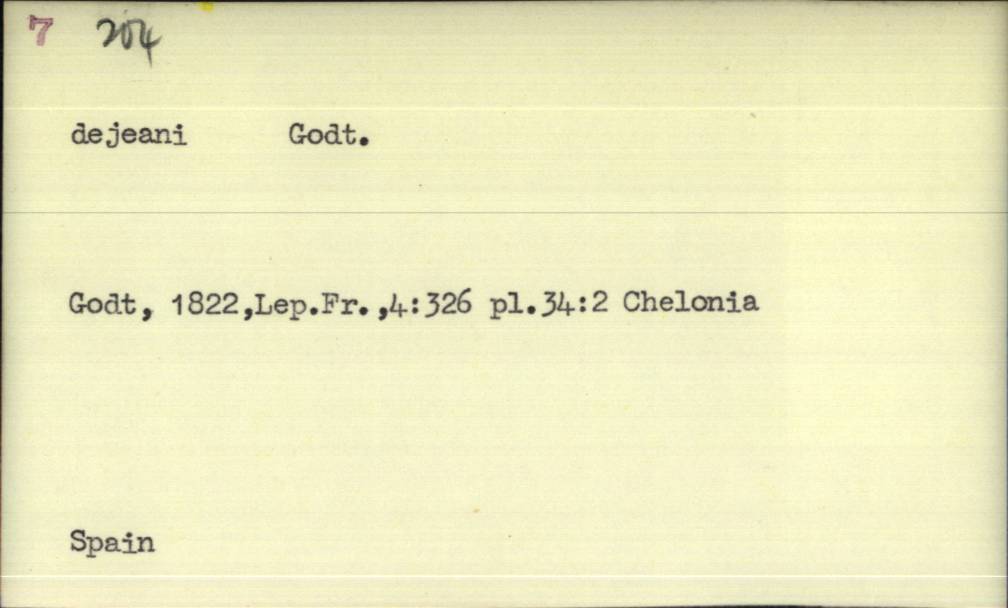 7 204
dejeani Godt.
Godt, 1822,Lep.Fr.,4:326 pl.34:2 Chelonia
Spain